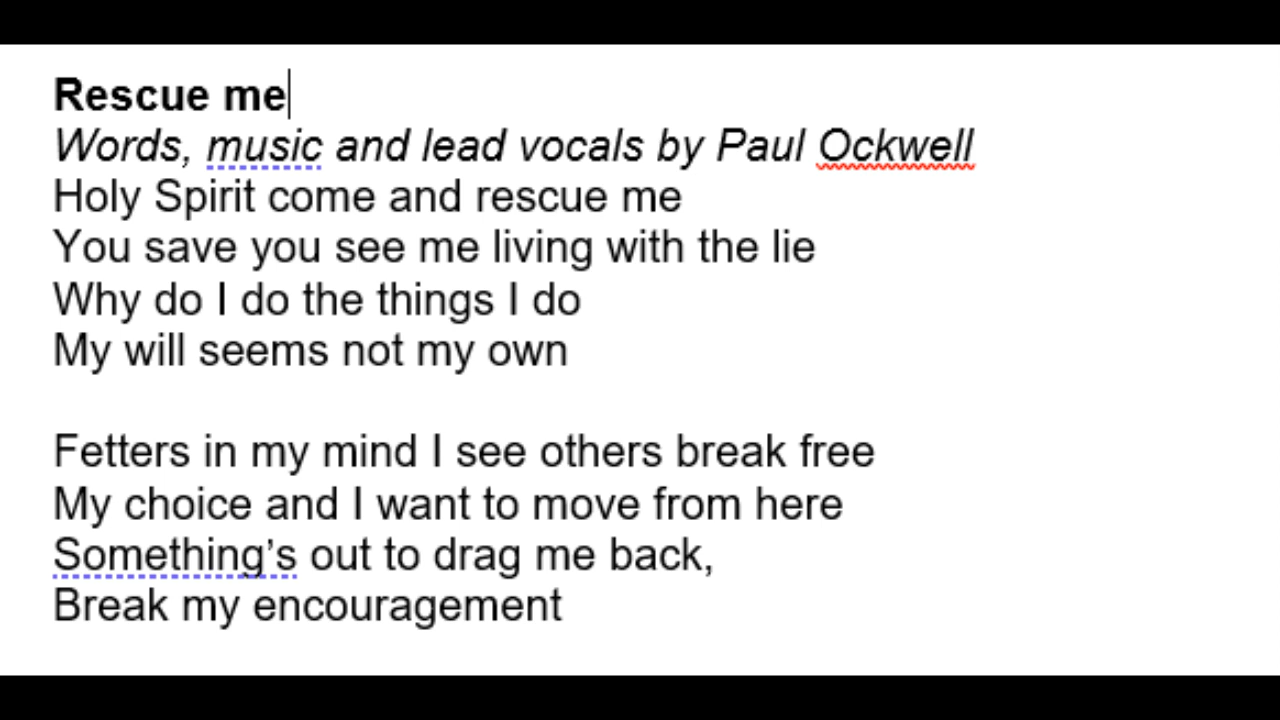 Rescue me
Words, music and lead vocals by Paul Ockwell
Holy Spirit come and rescue me
You save you see me living with the lie
Why do I do the things I do
My will seems not my own
Fetters in my mind I see others break free
My choice and I want to move from here
Something’s out to drag me back,
Break my encouragement